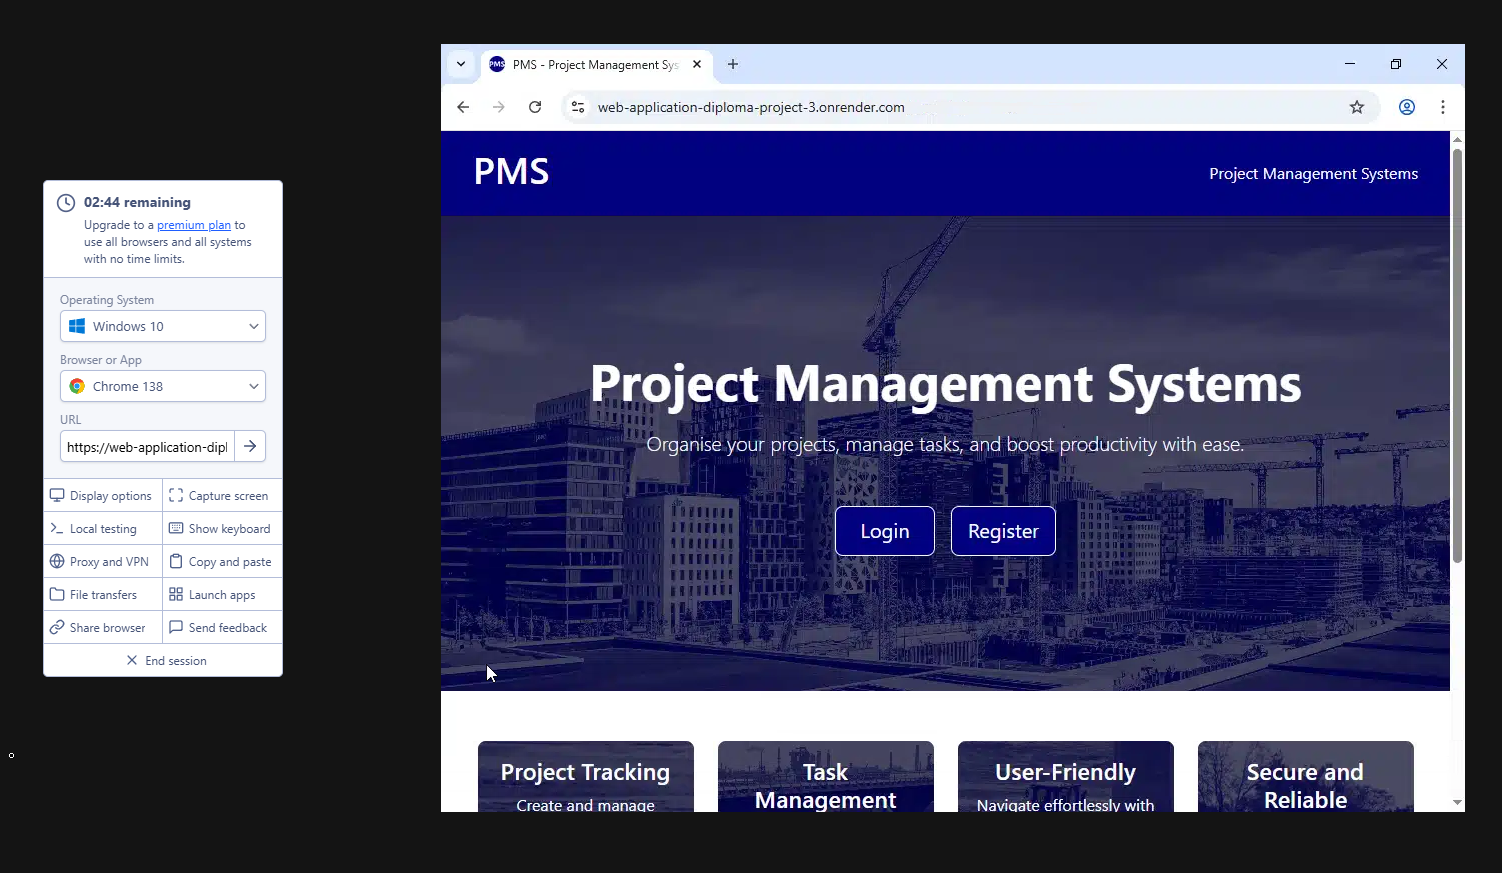 02:44 remaining
Upgrade to a premium plan to
use all browsers and all systems
with no time limits.
Operating System
Windows 10
Browser or App
Chrome 138
URL
https://web-application-dipl
Display options
Capture screen
Local testing
Show keyboard
Proxy and VPN
Copy and paste
File transfers
Launch apps
Share browser
Send feedback
End session
PMS
PMS - Project Management Sys
web-application-diploma-project-3.onrender.com
PMS
Project Management Systems
Project Management Systems
Organise your projects, manage tasks, and boost productivity with ease.
Login
Register
Project Tracking
Create and manage
Task
Management
User-Friendly
Navigate effortlessly with
Secure and
Reliable